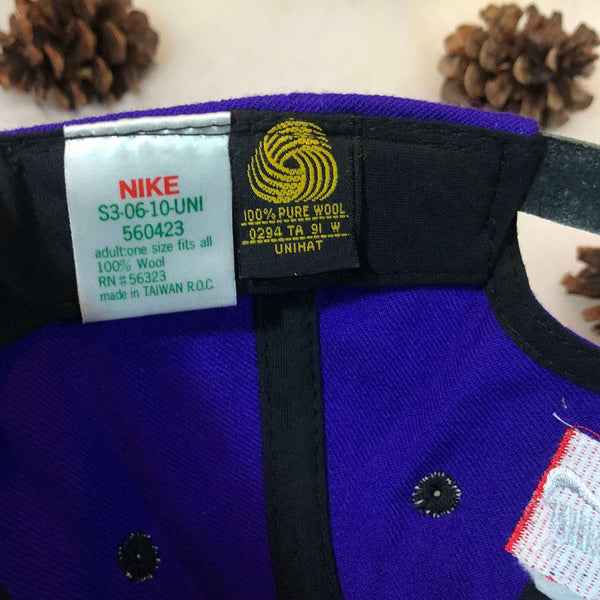 NIKE
S3-06-10-UNI
560423
adult:one size fits all
100% Wool
RN#56323
made in TAIWAN R.O.C.
100% PURE WOOL
0294 TA 91 W
UNIHAT